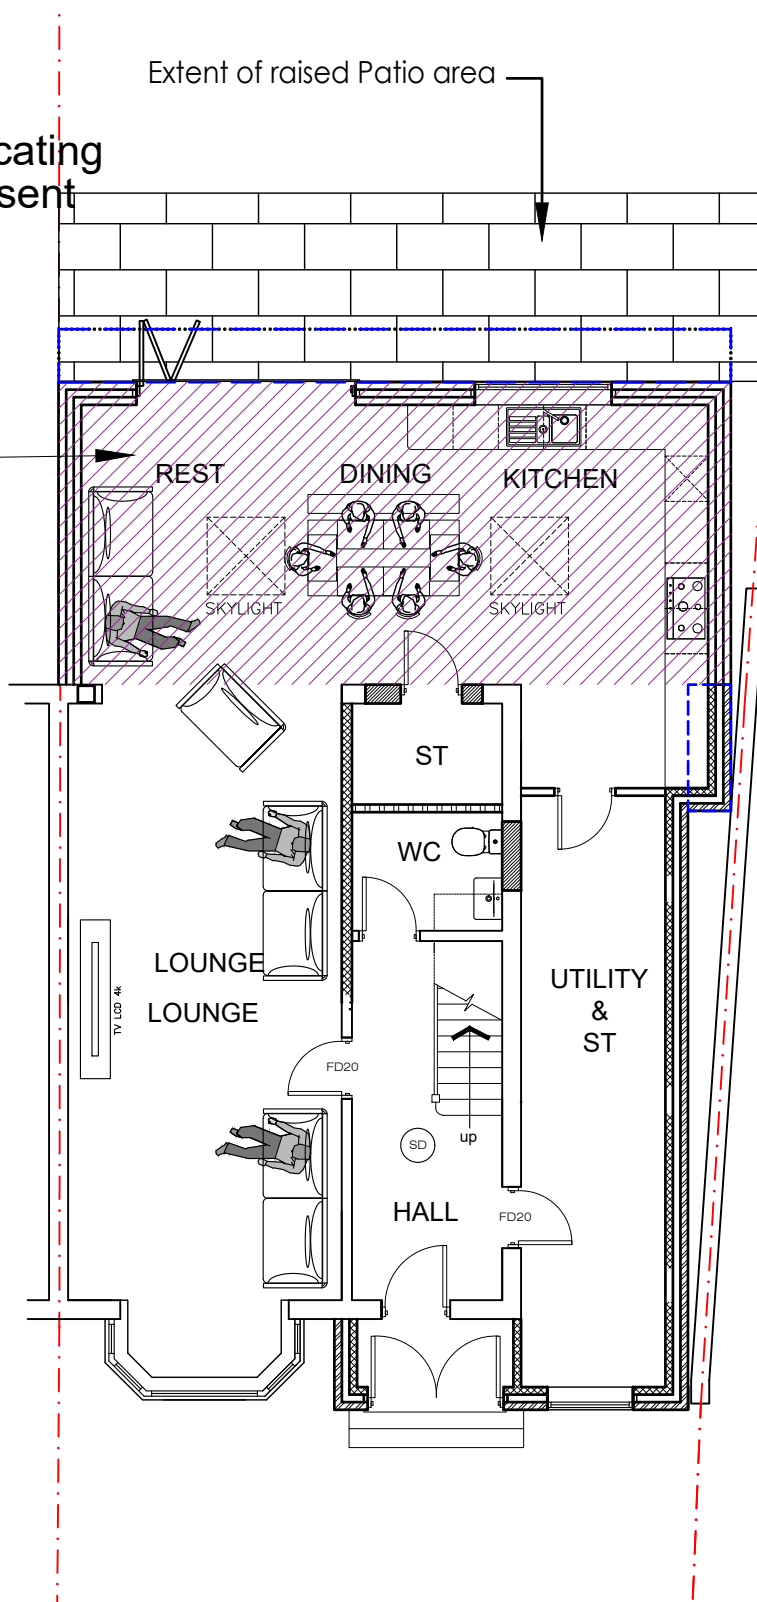 Extent of raised Patio area
cating
sent
REST
DINING
KITCHEN
SKYLIGHT
SKYLIGHT
ST
WC
LOUNGE
LOUNGE
TV LCD 4k
UTILITY
&
ST
FD20
up
SD
HALL
FD20